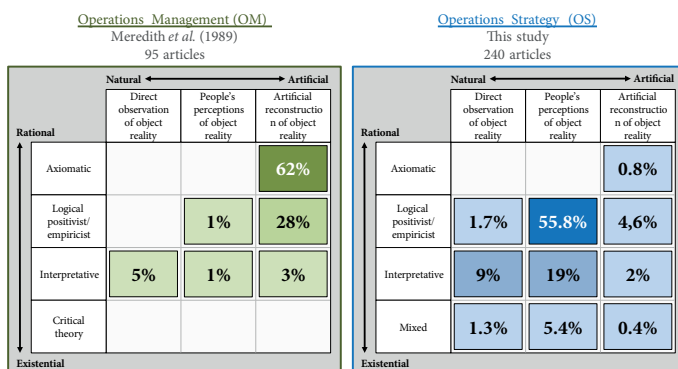 Operations Management (OM)
Meredith et al. (1989)
95 articles
Natural Artificial
Direct observation of object reality
People's perceptions of object reality
Artificial reconstructio n of object reality
Rational
Axiomatic
62%
Logical positivist/ empiricist
1%
28%
Interpretative
5%
1%
3%
Critical theory
Existential
Operations Strategy (OS)
This study
240 articles
Natural Artificial
Direct observation of object reality
People's perceptions of object reality
Artificial reconstructio n of object reality
Rational
Axiomatic
0.8%
Logical positivist/ empiricist
1.7%
55.8%
4,6%
Interpretative
9%
19%
2%
Mixed
1.3%
5.4%
0.4%
Existential